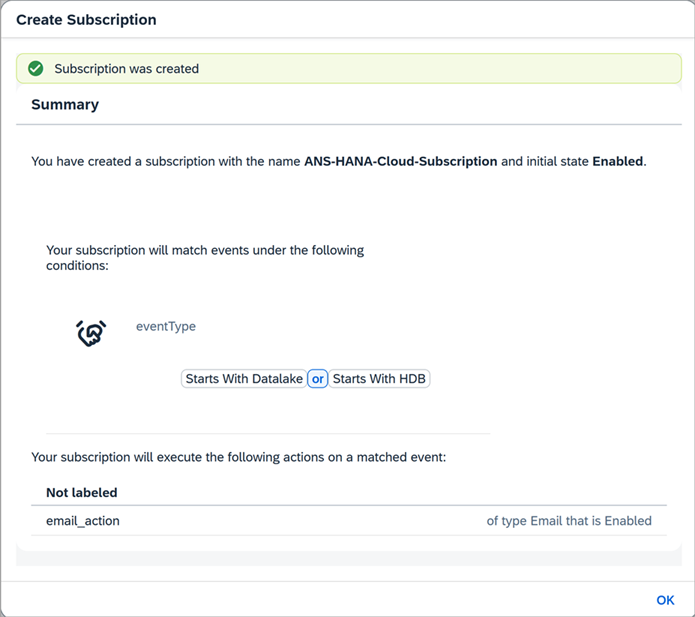 Create Subscription
Subscription was created
Summary
You have created a subscription with the name ANS-HANA-Cloud-Subscription and initial state Enabled.
Your subscription will match events under the following
conditions:
eventType
Starts With Datalake or Starts With HDB
Your subscription will execute the following actions on a matched event:
Not labeled
email_action of type Email that is Enabled
OK